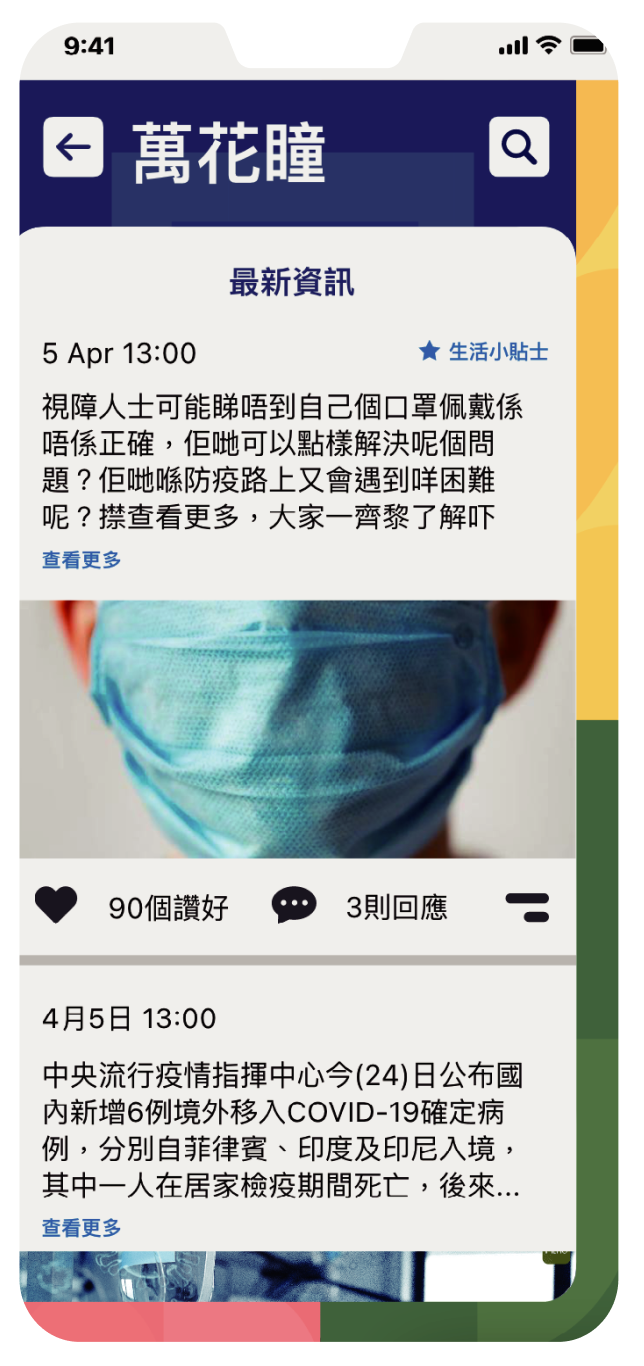 9:41
萬花瞳
最新資訊
5 Apr 13:00
生活小貼士
視障人士可能睇唔到自己個口罩佩戴係
唔係正確，佢哋可以點樣解決呢個問
題？佢哋喺防疫路上又會遇到咩困難
呢？㩒查看更多，大家一齊黎了解吓
查看更多
90個讚好
3則回應
4月5日 13:00
中央流行疫情指揮中心今(24)日公布國
內新增6例境外移入COVID-19確定病
例，分別自菲律賓、印度及印尼入境，
其中一人在居家檢疫期間死亡，後來...
查看更多